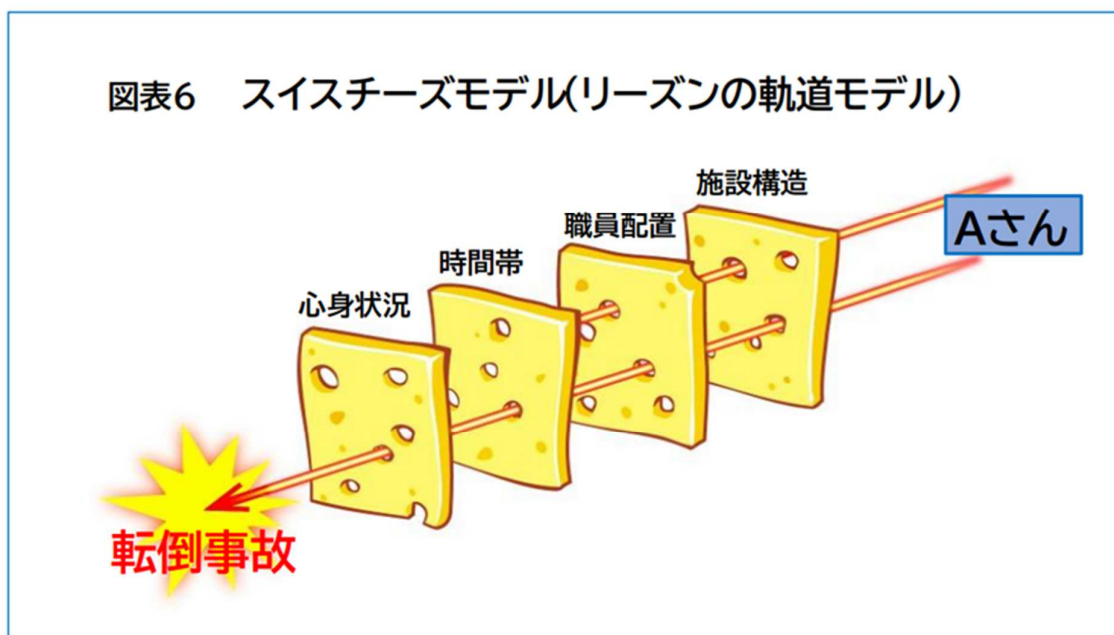 図表6 スイスチーズモデル(リーズンの軌道モデル)
施設構造
職員配置
時間帯
心身状況
Aさん
転倒事故